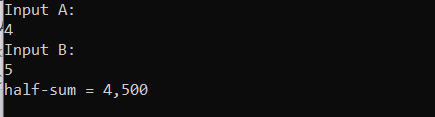 Input A:
4
Input B:
5
half-sum = 4,500